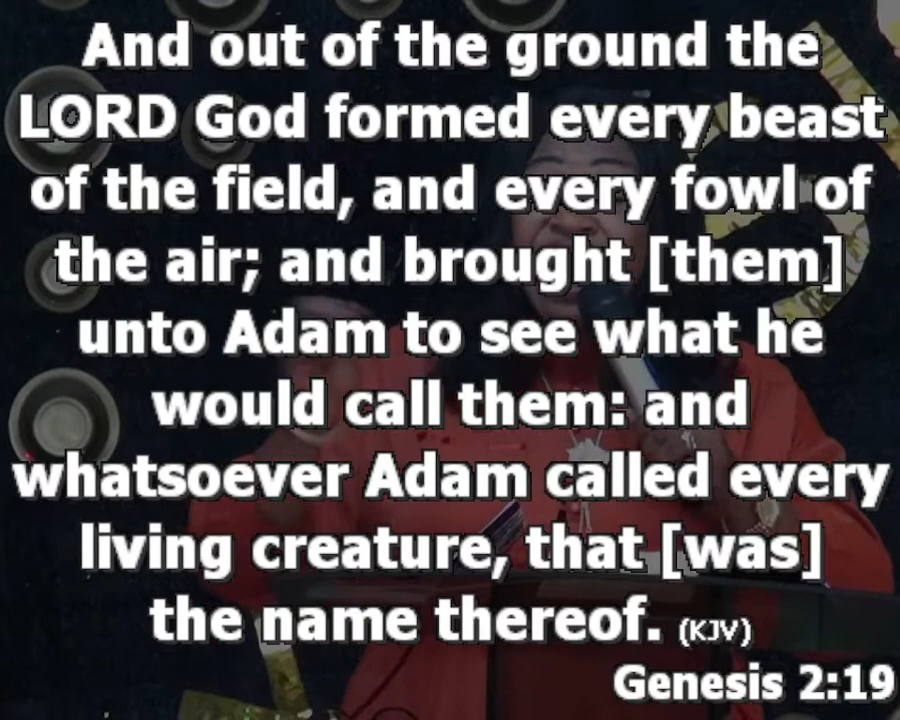 And out of the ground the
LORD God formed every beast
of the field, and every fowl of
the air; and brought [them]
unto Adam to see what he
would call them: and
whatsoever Adam called every
living creature, that [was]
the name thereof. (KJV)
Genesis 2:19